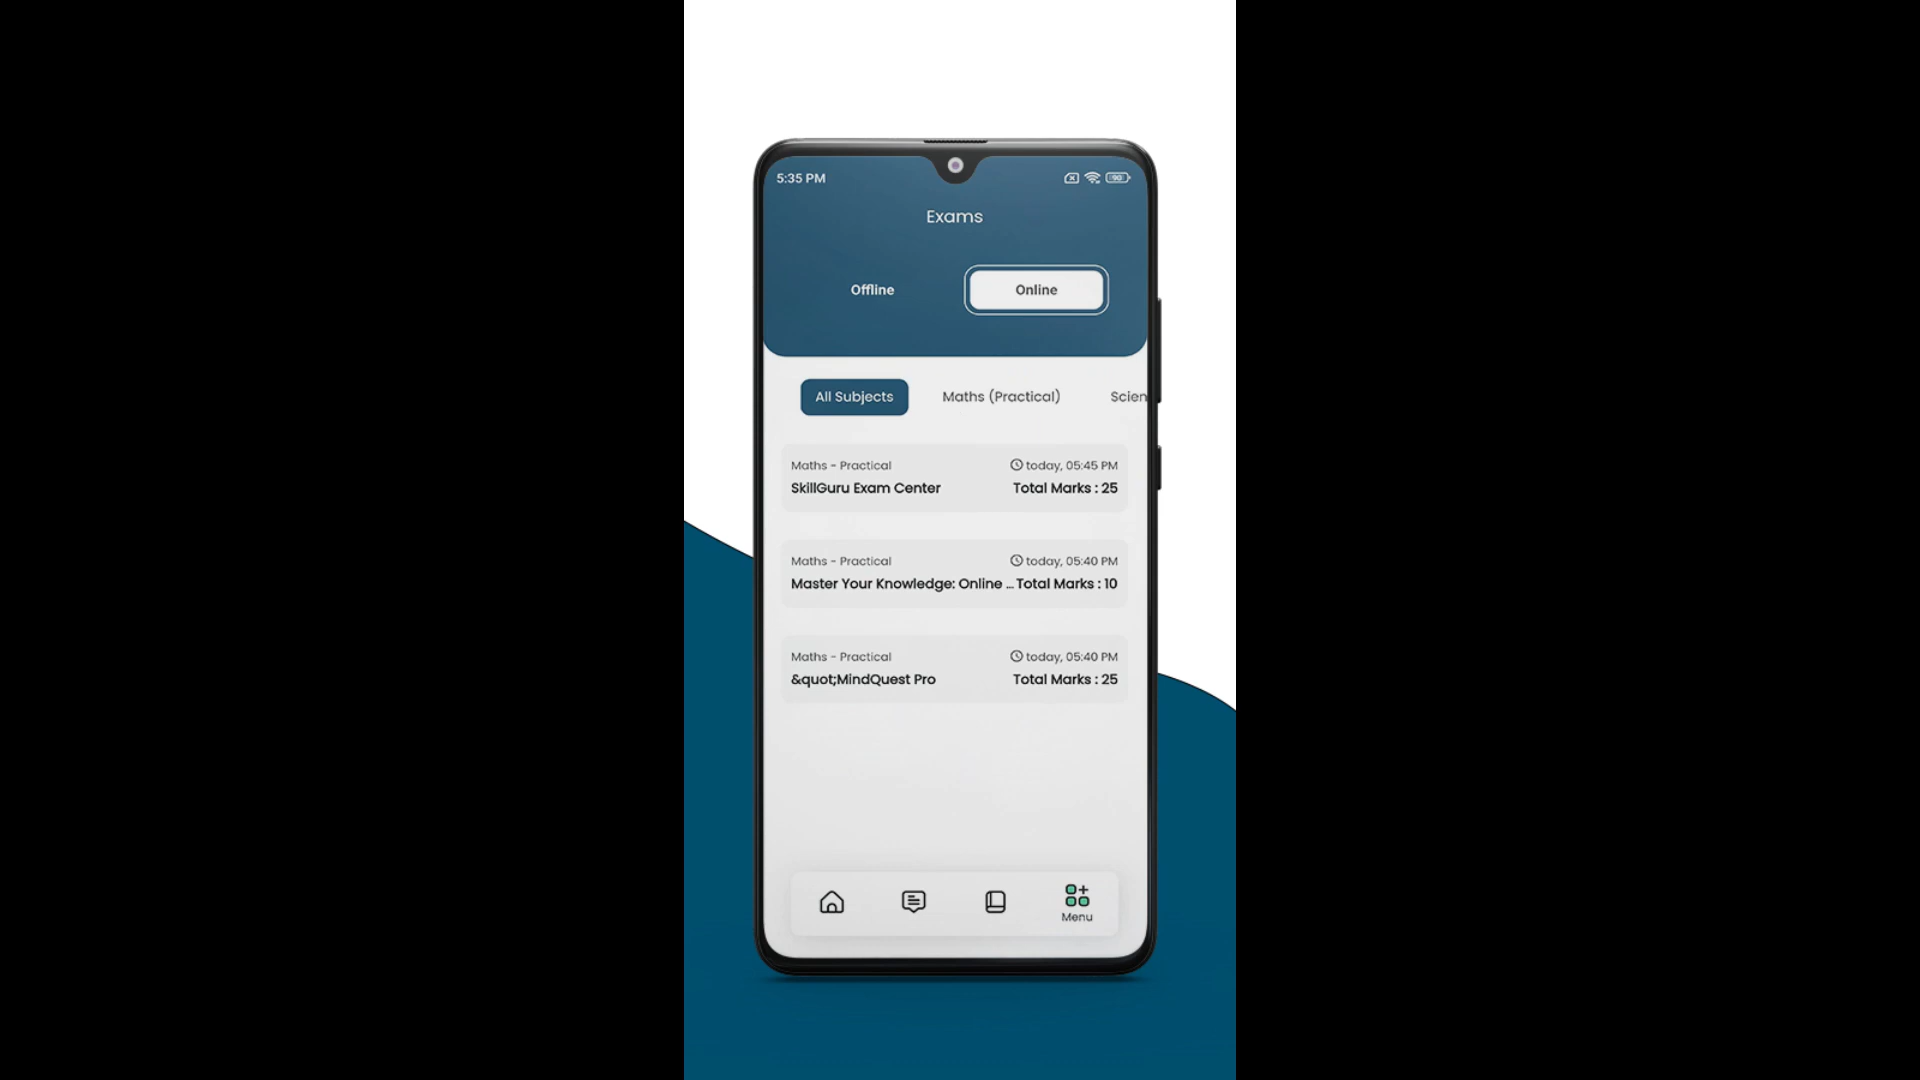 5:35 PM
90
Exams
Offline
Online
All Subjects
Maths (Practical)
Scien
Maths - Practical
today, 05:45 PM
SkillGuru Exam Center
Total Marks : 25
Maths - Practical
today, 05:40 PM
Master Your Knowledge: Online ...
Total Marks : 10
Maths - Practical
today, 05:40 PM
&quot;MindQuest Pro
Total Marks : 25
Menu